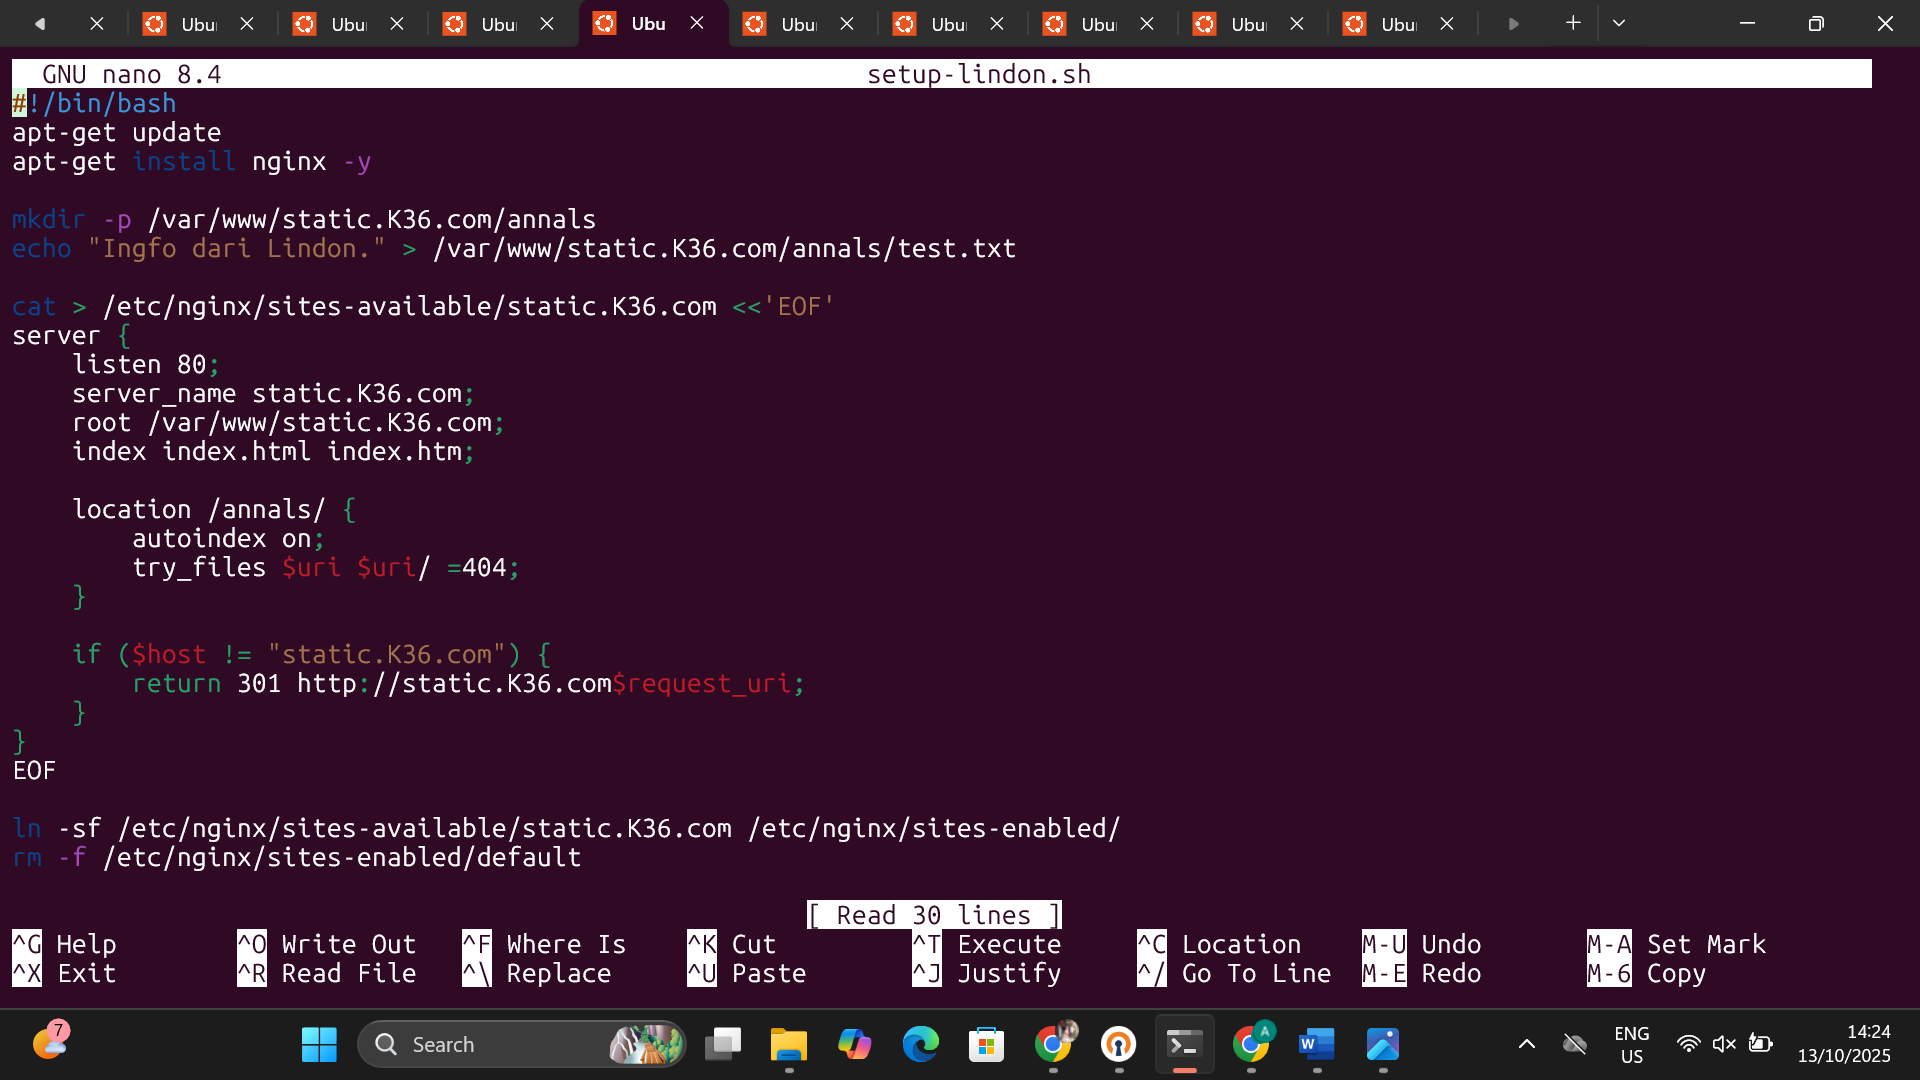 Ubu Ubu Ubu Ubu Ubu Ubu Ubu Ubu Ubu
GNU nano 8.4 setup-lindon.sh
#!/bin/bash
apt-get update
apt-get install nginx -y
mkdir -p /var/www/static.K36.com/annals
echo "Ingfo dari Lindon." > /var/www/static.K36.com/annals/test.txt
cat > /etc/nginx/sites-available/static.K36.com <<'EOF'
server {
    listen 80;
    server_name static.K36.com;
    root /var/www/static.K36.com;
    index index.html index.htm;
    location /annals/ {
        autoindex on;
        try_files $uri $uri/ =404;
    }
    if ($host != "static.K36.com") {
        return 301 http://static.K36.com$request_uri;
    }
}
EOF
ln -sf /etc/nginx/sites-available/static.K36.com /etc/nginx/sites-enabled/
rm -f /etc/nginx/sites-enabled/default
[ Read 30 lines ]
^G Help ^O Write Out ^F Where Is ^K Cut ^T Execute ^C Location M-U Undo M-A Set Mark
^X Exit ^R Read File ^\ Replace ^U Paste ^J Justify ^/ Go To Line M-E Redo M-6 Copy
7 Search W A ENG 14:24
US 13/10/2025